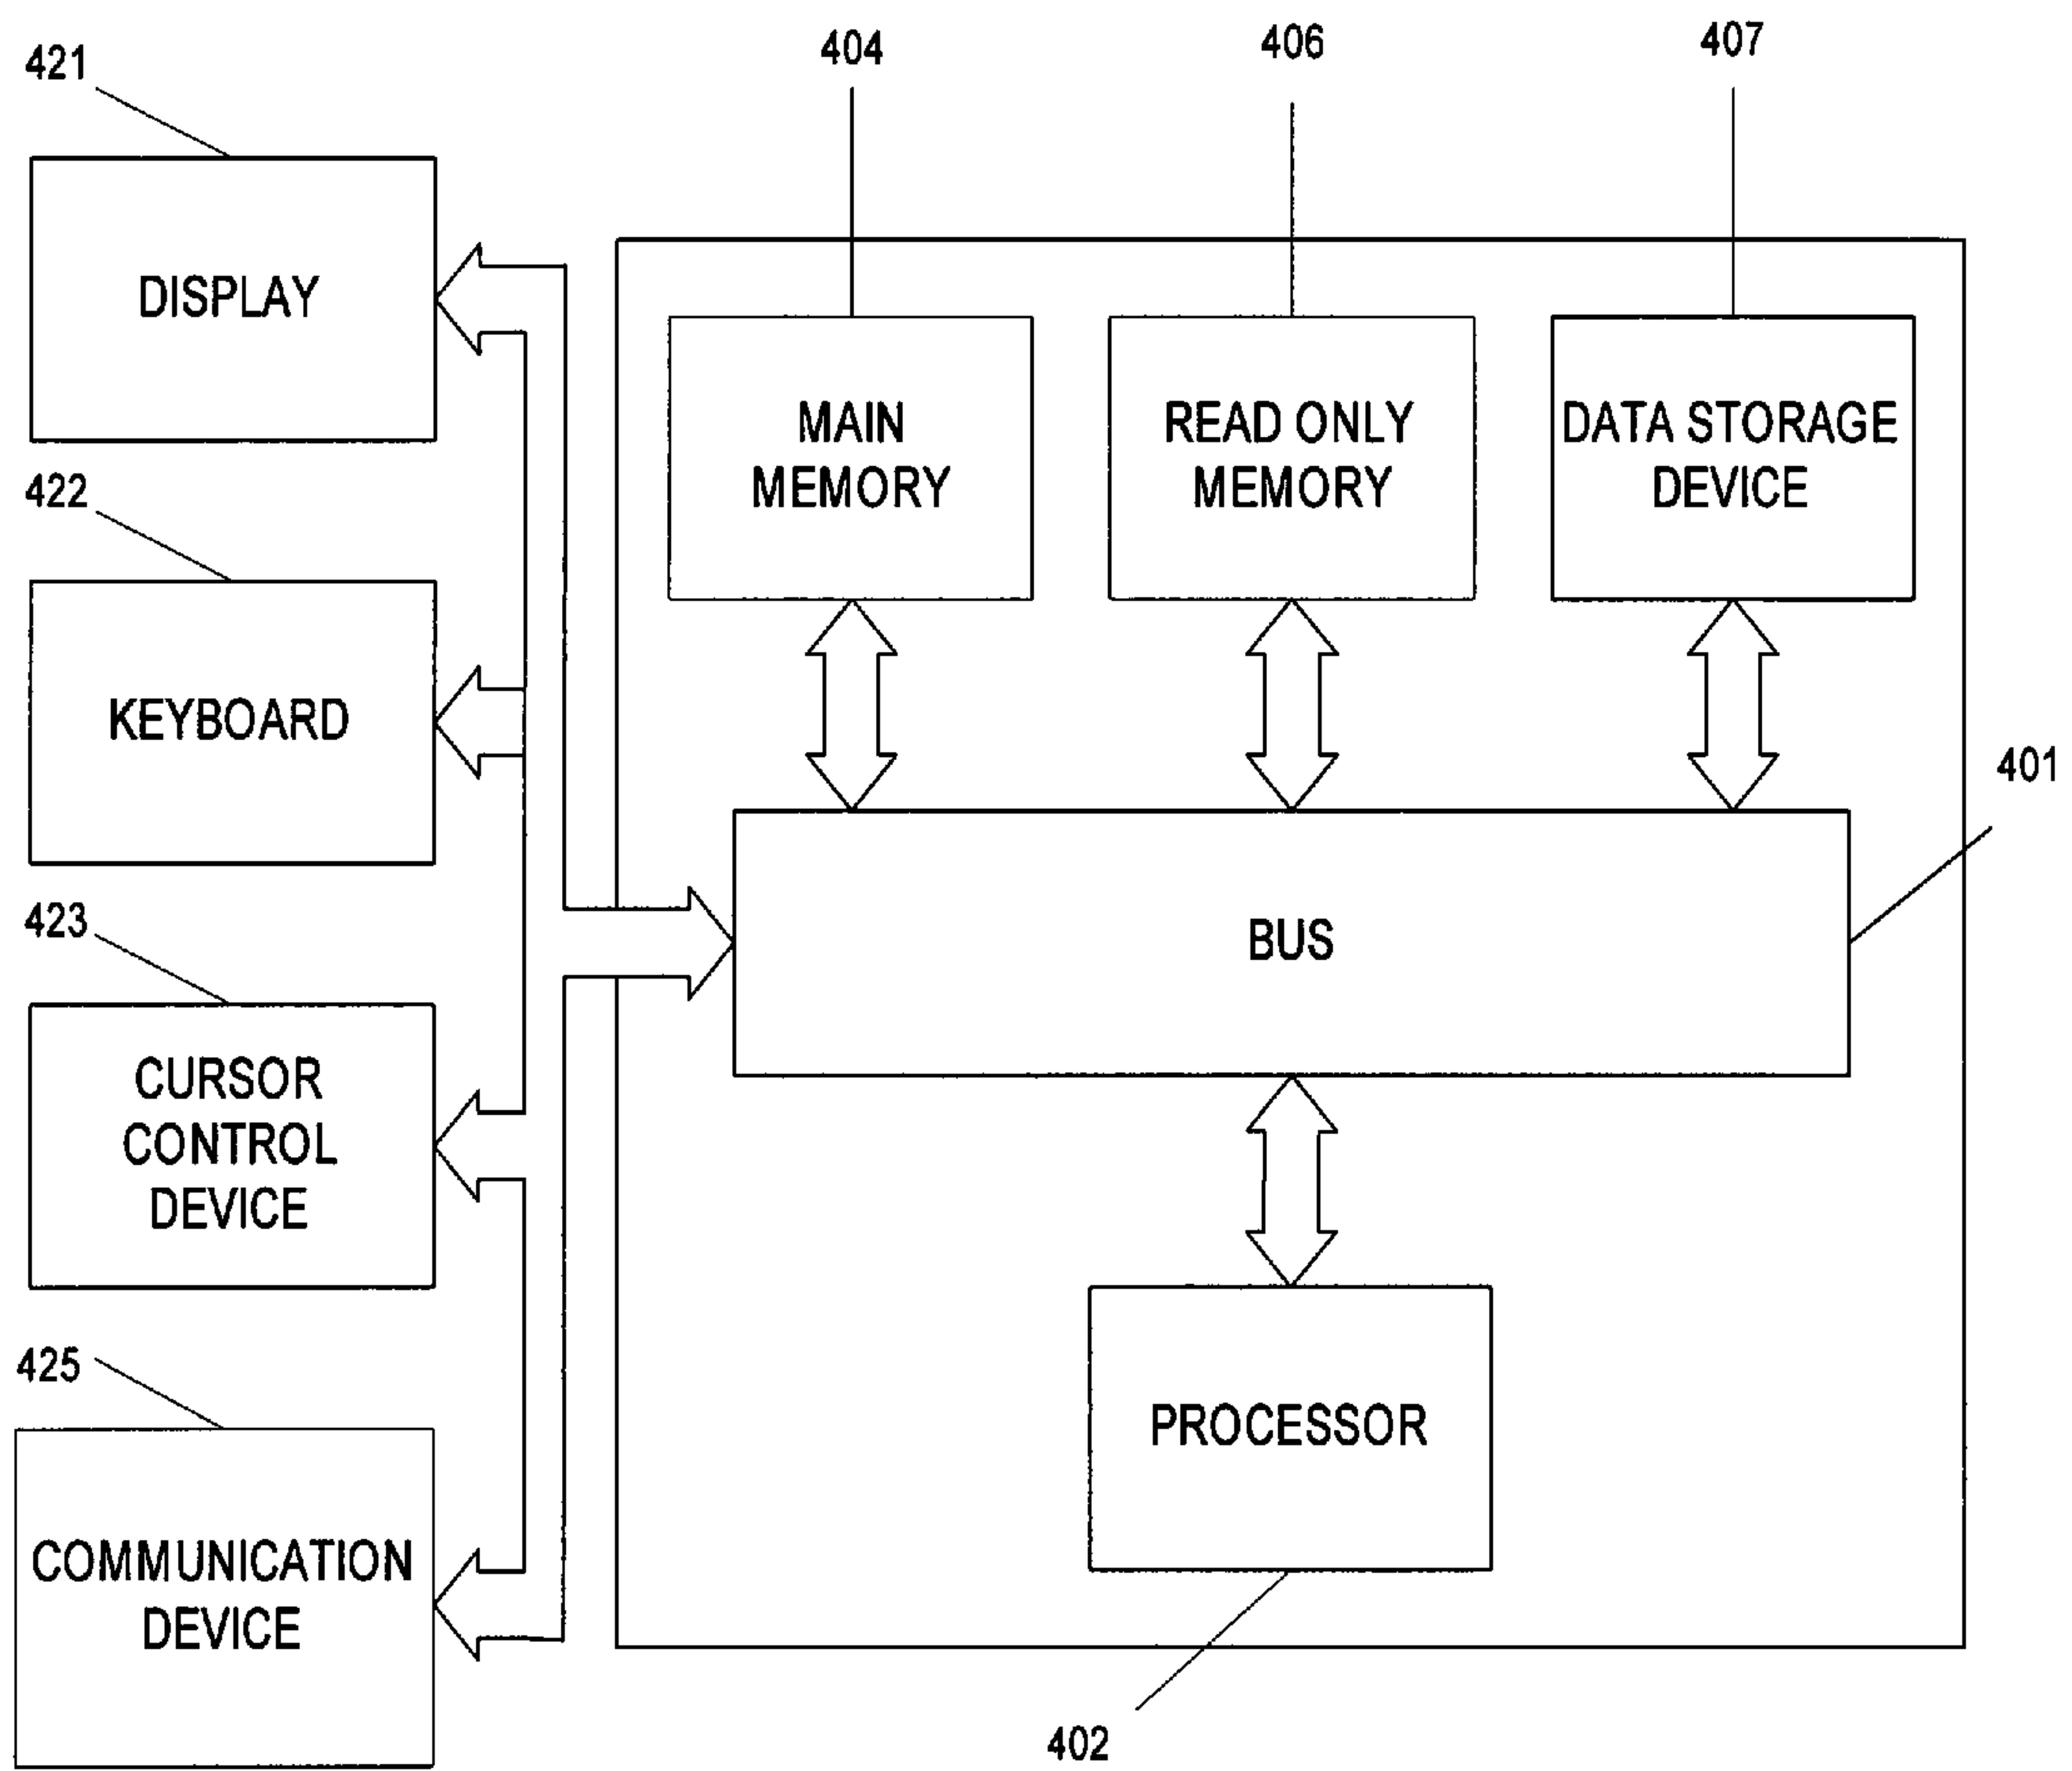 404
406
407
421
DISPLAY
MAIN
MEMORY
READ ONLY
MEMORY
DATA STORAGE
DEVICE
422
KEYBOARD
401
423
BUS
CURSOR
CONTROL
DEVICE
425
PROCESSOR
COMMUNICATION
DEVICE
402